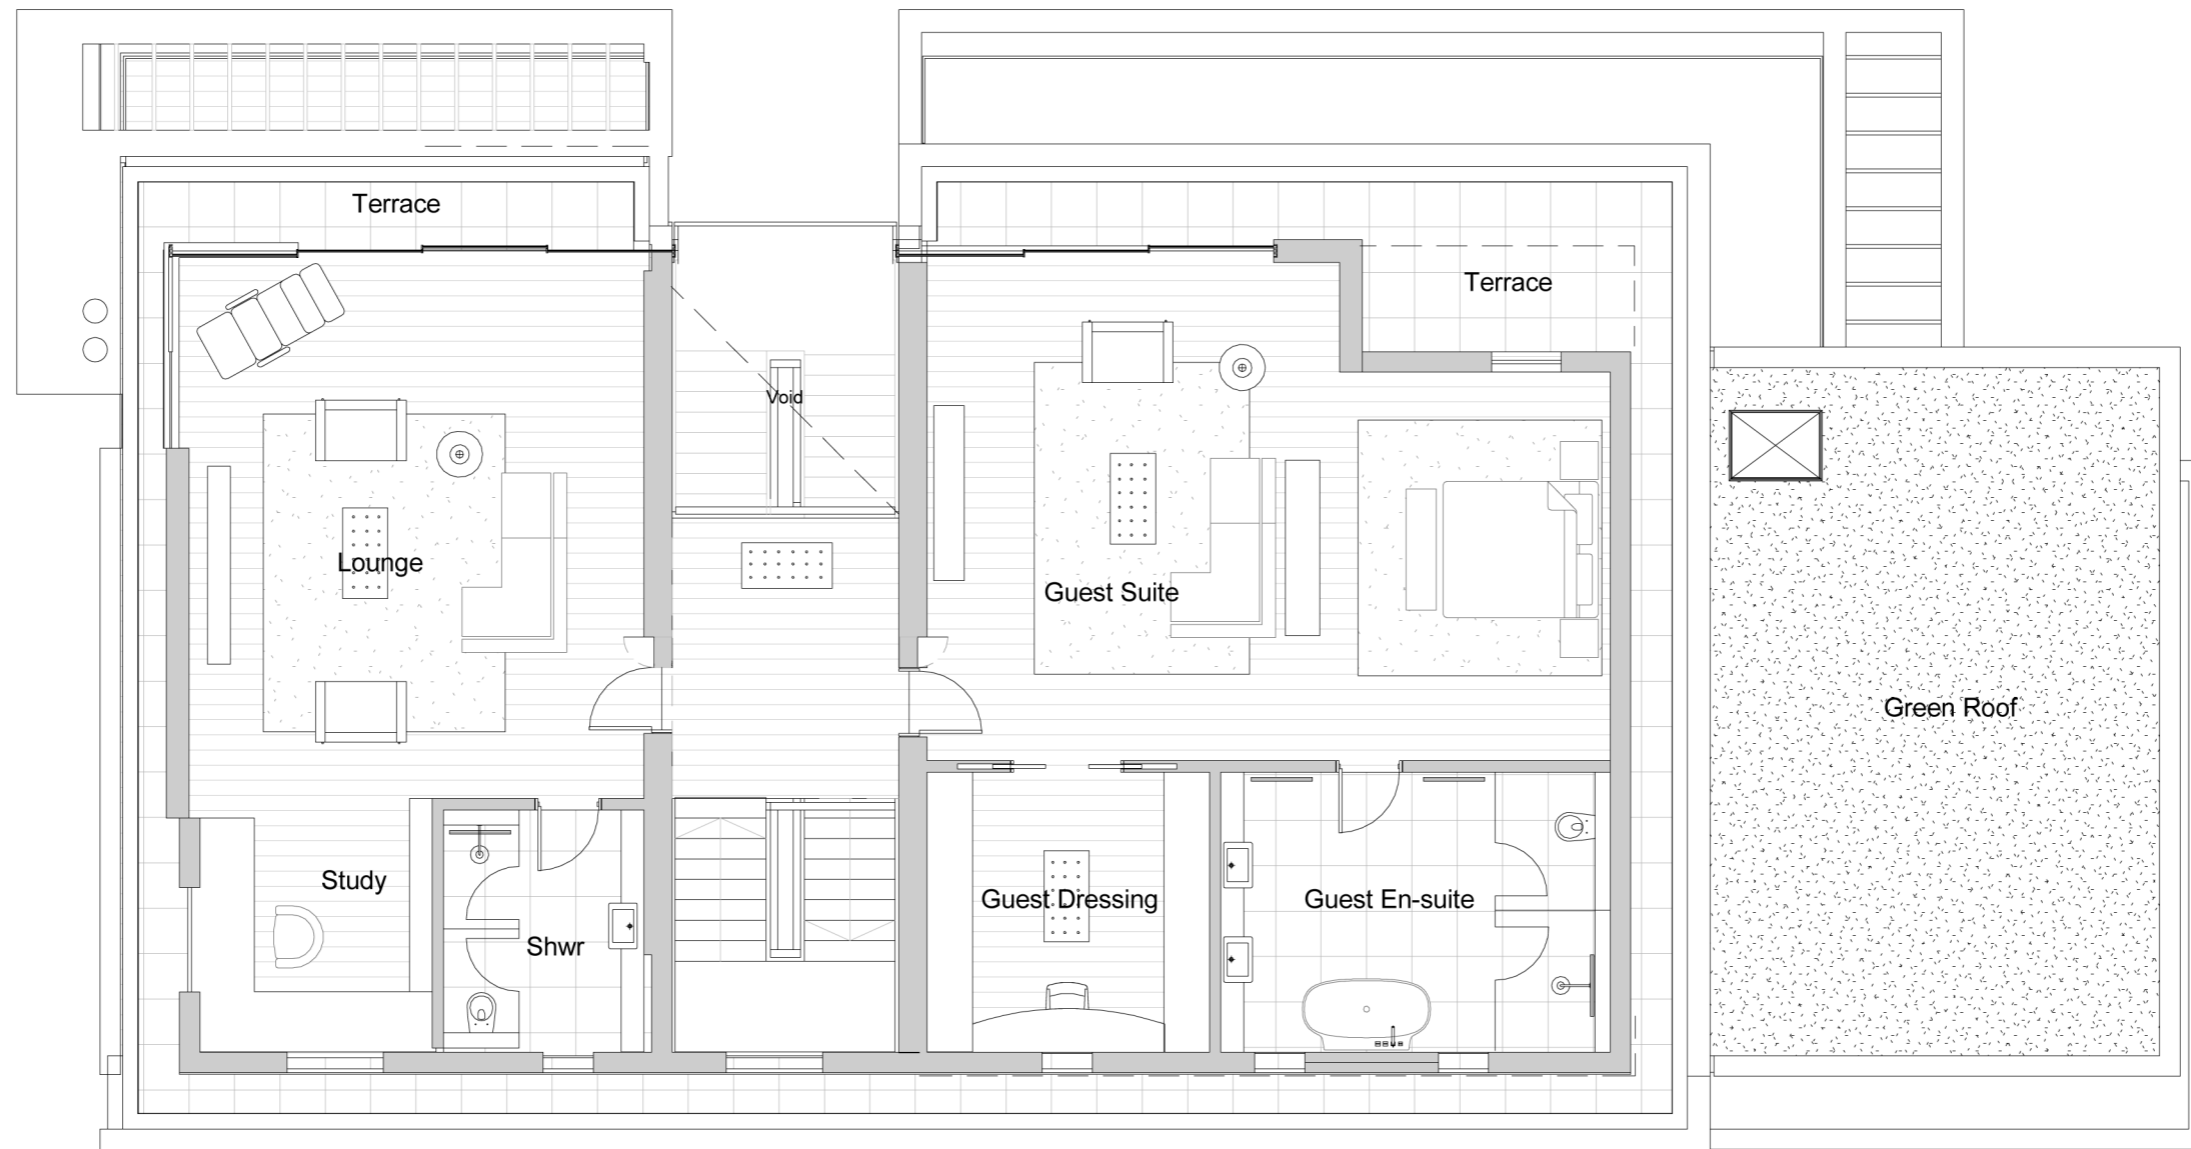 Terrace
Terrace
Void
Lounge
Guest Suite
Green Roof
Study
Guest Dressing
Guest En-suite
Shwr